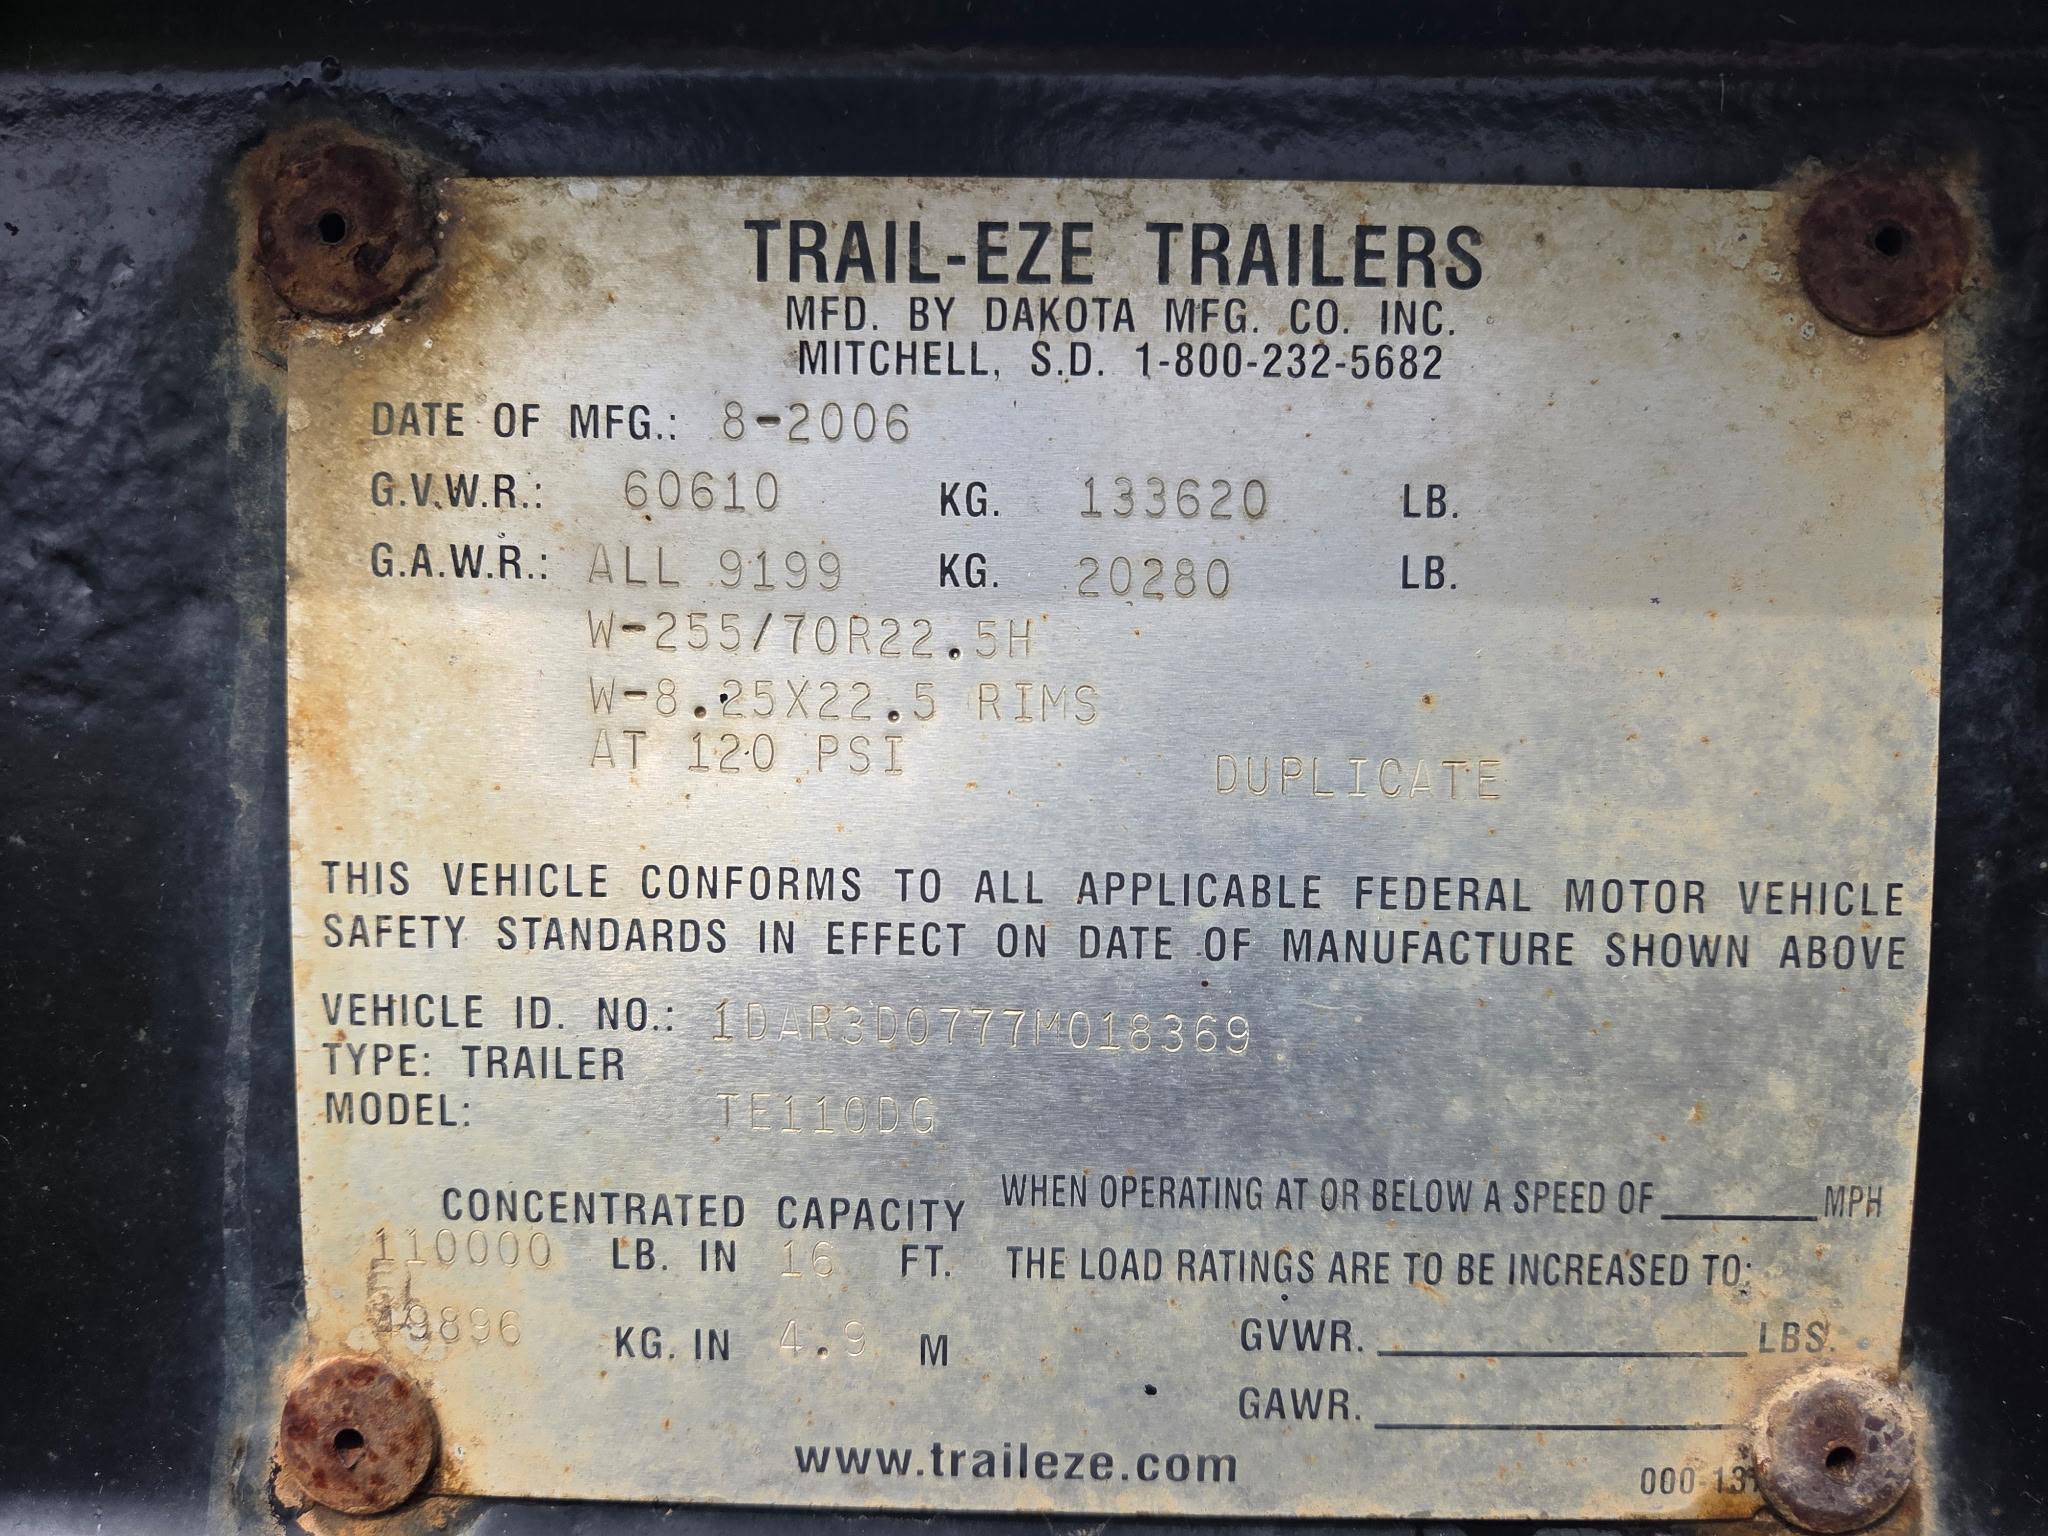 TRAIL-EZE TRAILERS
MFD. BY DAKOTA MFG. CO. INC.
MITCHELL, S.D. 1-800-232-5682
DATE OF MFG.: 8-2006
G.V.W.R.: 60610 KG. 133620 LB.
G.A.W.R.: ALL 9199 KG. 20280 LB.
W-255/70R22.5H
W-8.25X22.5 RIMS
AT 120 PSI
DUPLICATE
THIS VEHICLE CONFORMS TO ALL APPLICABLE FEDERAL MOTOR VEHICLE
SAFETY STANDARDS IN EFFECT ON DATE OF MANUFACTURE SHOWN ABOVE
VEHICLE ID. NO.: 1DAR3D0777M018369
TYPE: TRAILER
MODEL: TE110DG
CONCENTRATED CAPACITY
110000 LB. IN 16 FT.
49896 KG. IN 4.9 M
WHEN OPERATING AT OR BELOW A SPEED OF ______ MPH
THE LOAD RATINGS ARE TO BE INCREASED TO:
GVWR. ______ LBS.
GAWR. ______
www.traileze.com